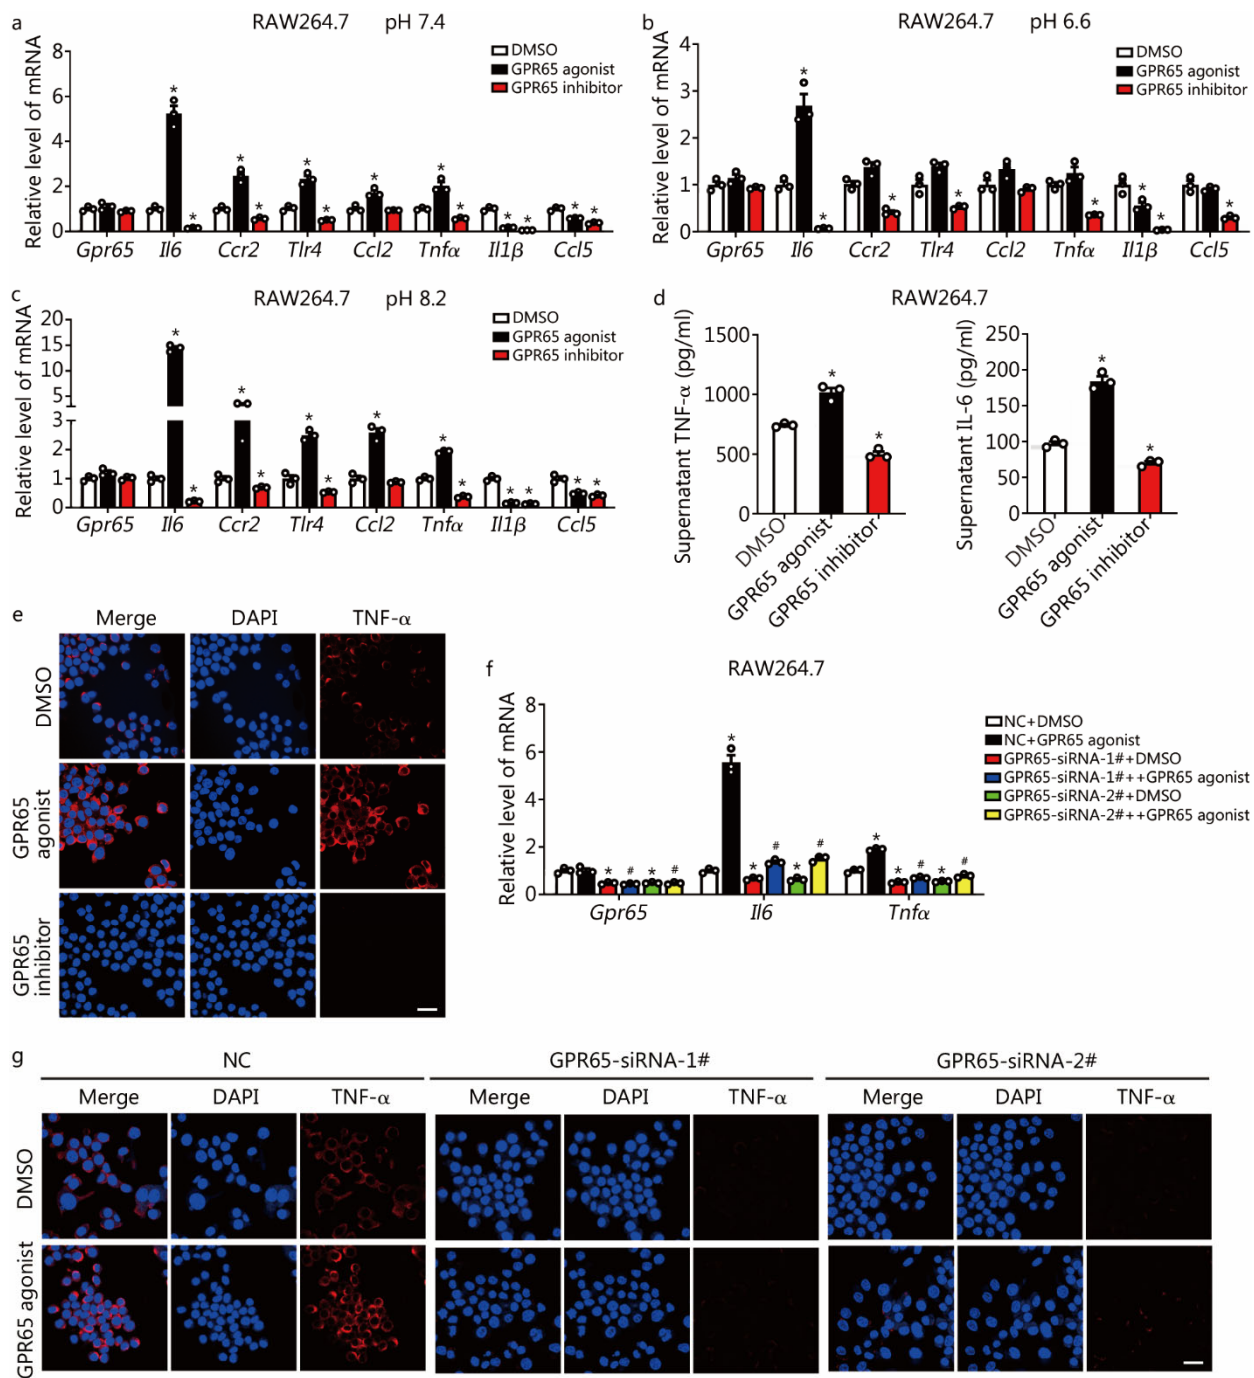 a
RAW264.7 pH 7.4
Relative level of mRNA
8
6
4
2
0
DMSO
GPR65 agonist
GPR65 inhibitor
* * * * * * * * * * * * *
Gpr65 Il6 Ccr2 Tlr4 Ccl2 Tnfα Il1β Ccl5
b
RAW264.7 pH 6.6
Relative level of mRNA
4
3
2
1
0
DMSO
GPR65 agonist
GPR65 inhibitor
* * * * * * * *
Gpr65 Il6 Ccr2 Tlr4 Ccl2 Tnfα Il1β Ccl5
c
RAW264.7 pH 8.2
Relative level of mRNA
20
15
10
5
3
2
1
0
DMSO
GPR65 agonist
GPR65 inhibitor
* * * * * * * * * * * * *
Gpr65 Il6 Ccr2 Tlr4 Ccl2 Tnfα Il1β Ccl5
d
RAW264.7
Supernatant TNF-α (pg/ml)
1500
1000
500
0
* *
DMSO
GPR65 agonist
GPR65 inhibitor
Supernatant IL-6 (pg/ml)
250
200
150
100
50
0
* *
DMSO
GPR65 agonist
GPR65 inhibitor
e
Merge DAPI TNF-α
DMSO
GPR65
agonist
GPR65
inhibitor
f
RAW264.7
Relative level of mRNA
8
6
4
2
0
NC+DMSO
NC+GPR65 agonist
GPR65-siRNA-1#+DMSO
GPR65-siRNA-1#++GPR65 agonist
GPR65-siRNA-2#+DMSO
GPR65-siRNA-2#++GPR65 agonist
* # * # * * # * # * * # * #
Gpr65 Il6 Tnfα
g
NC GPR65-siRNA-1# GPR65-siRNA-2#
Merge DAPI TNF-α Merge DAPI TNF-α Merge DAPI TNF-α
DMSO
GPR65 agonist